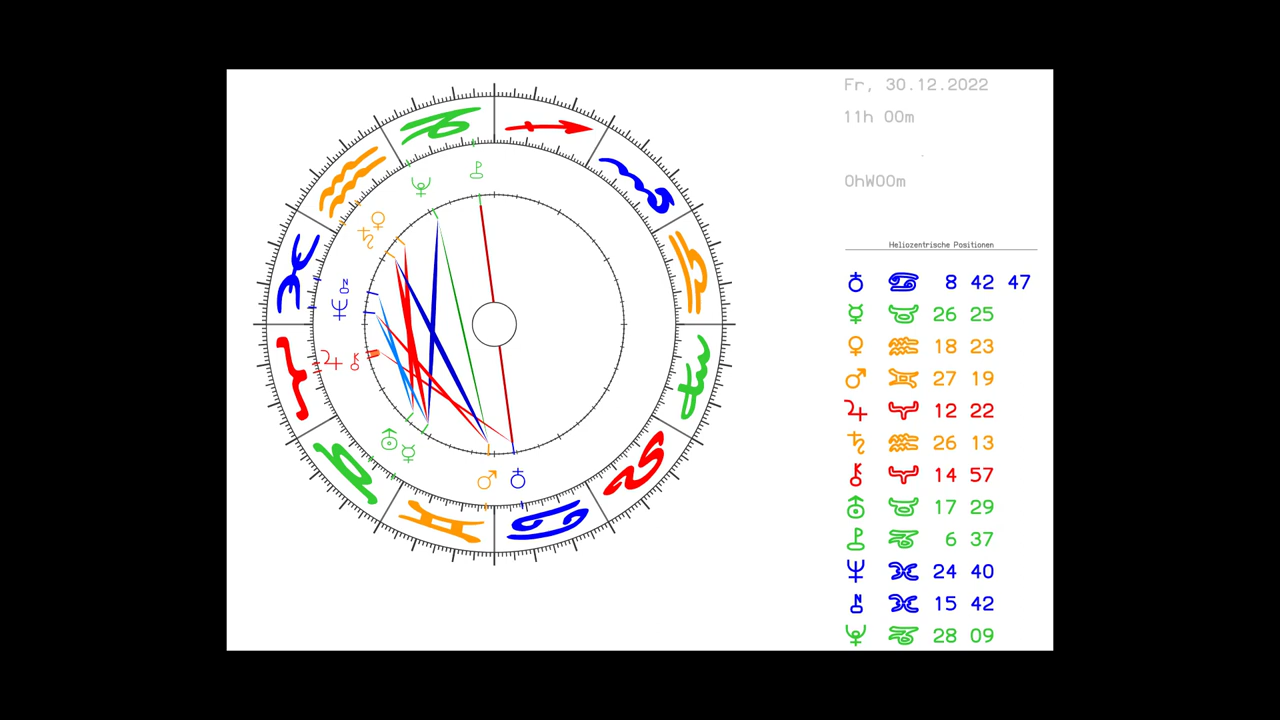 Fr, 30.12.2022
11h 00m
0hW00m
Heliozentrische Positionen
♁ ♋ 8 42 47
☿ ♉ 26 25
♀ ♒ 18 23
♂ ♊ 27 19
♃ ♈ 12 22
♄ ♒ 26 13
⚷ ♈ 14 57
⛢ ♉ 17 29
♑ 6 37
♆ ♓ 24 40
♓ 15 42
♇ ♑ 28 09